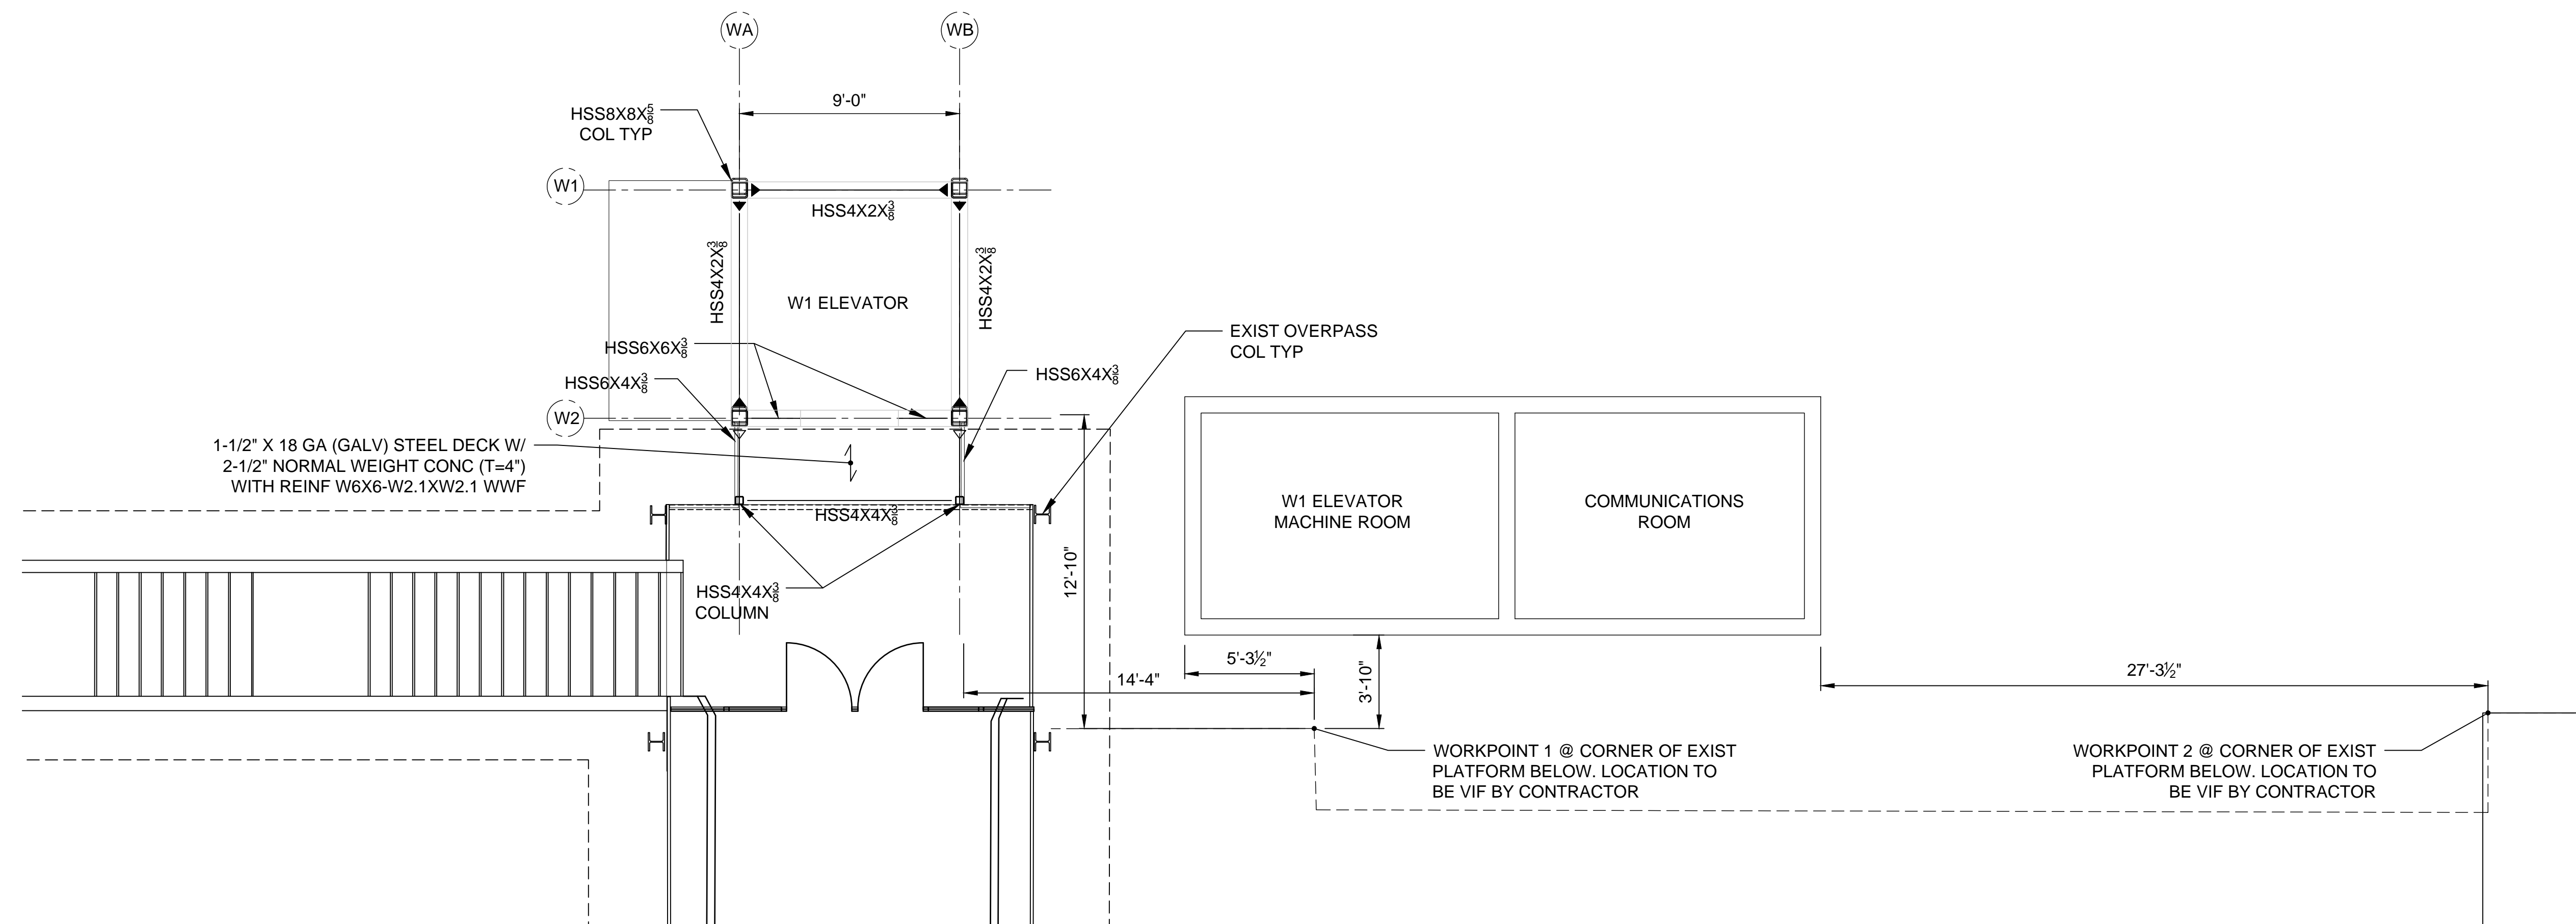 WA
WB
9'-0"
HSS8X8X5/8
COL TYP
W1
HSS4X2X3/8
HSS4X2X3/8
HSS4X2X3/8
W1 ELEVATOR
EXIST OVERPASS
COL TYP
HSS6X6X3/8
HSS6X4X3/8
HSS6X4X3/8
W2
1-1/2" X 18 GA (GALV) STEEL DECK W/
2-1/2" NORMAL WEIGHT CONC (T=4")
WITH REINF W6X6-W2.1XW2.1 WWF
HSS4X4X3/8
W1 ELEVATOR
MACHINE ROOM
COMMUNICATIONS
ROOM
12'-10"
HSS4X4X3/8
COLUMN
5'-3½"
14'-4"
3'-10"
27'-3½"
WORKPOINT 1 @ CORNER OF EXIST
PLATFORM BELOW. LOCATION TO
BE VIF BY CONTRACTOR
WORKPOINT 2 @ CORNER OF EXIST
PLATFORM BELOW. LOCATION TO
BE VIF BY CONTRACTOR